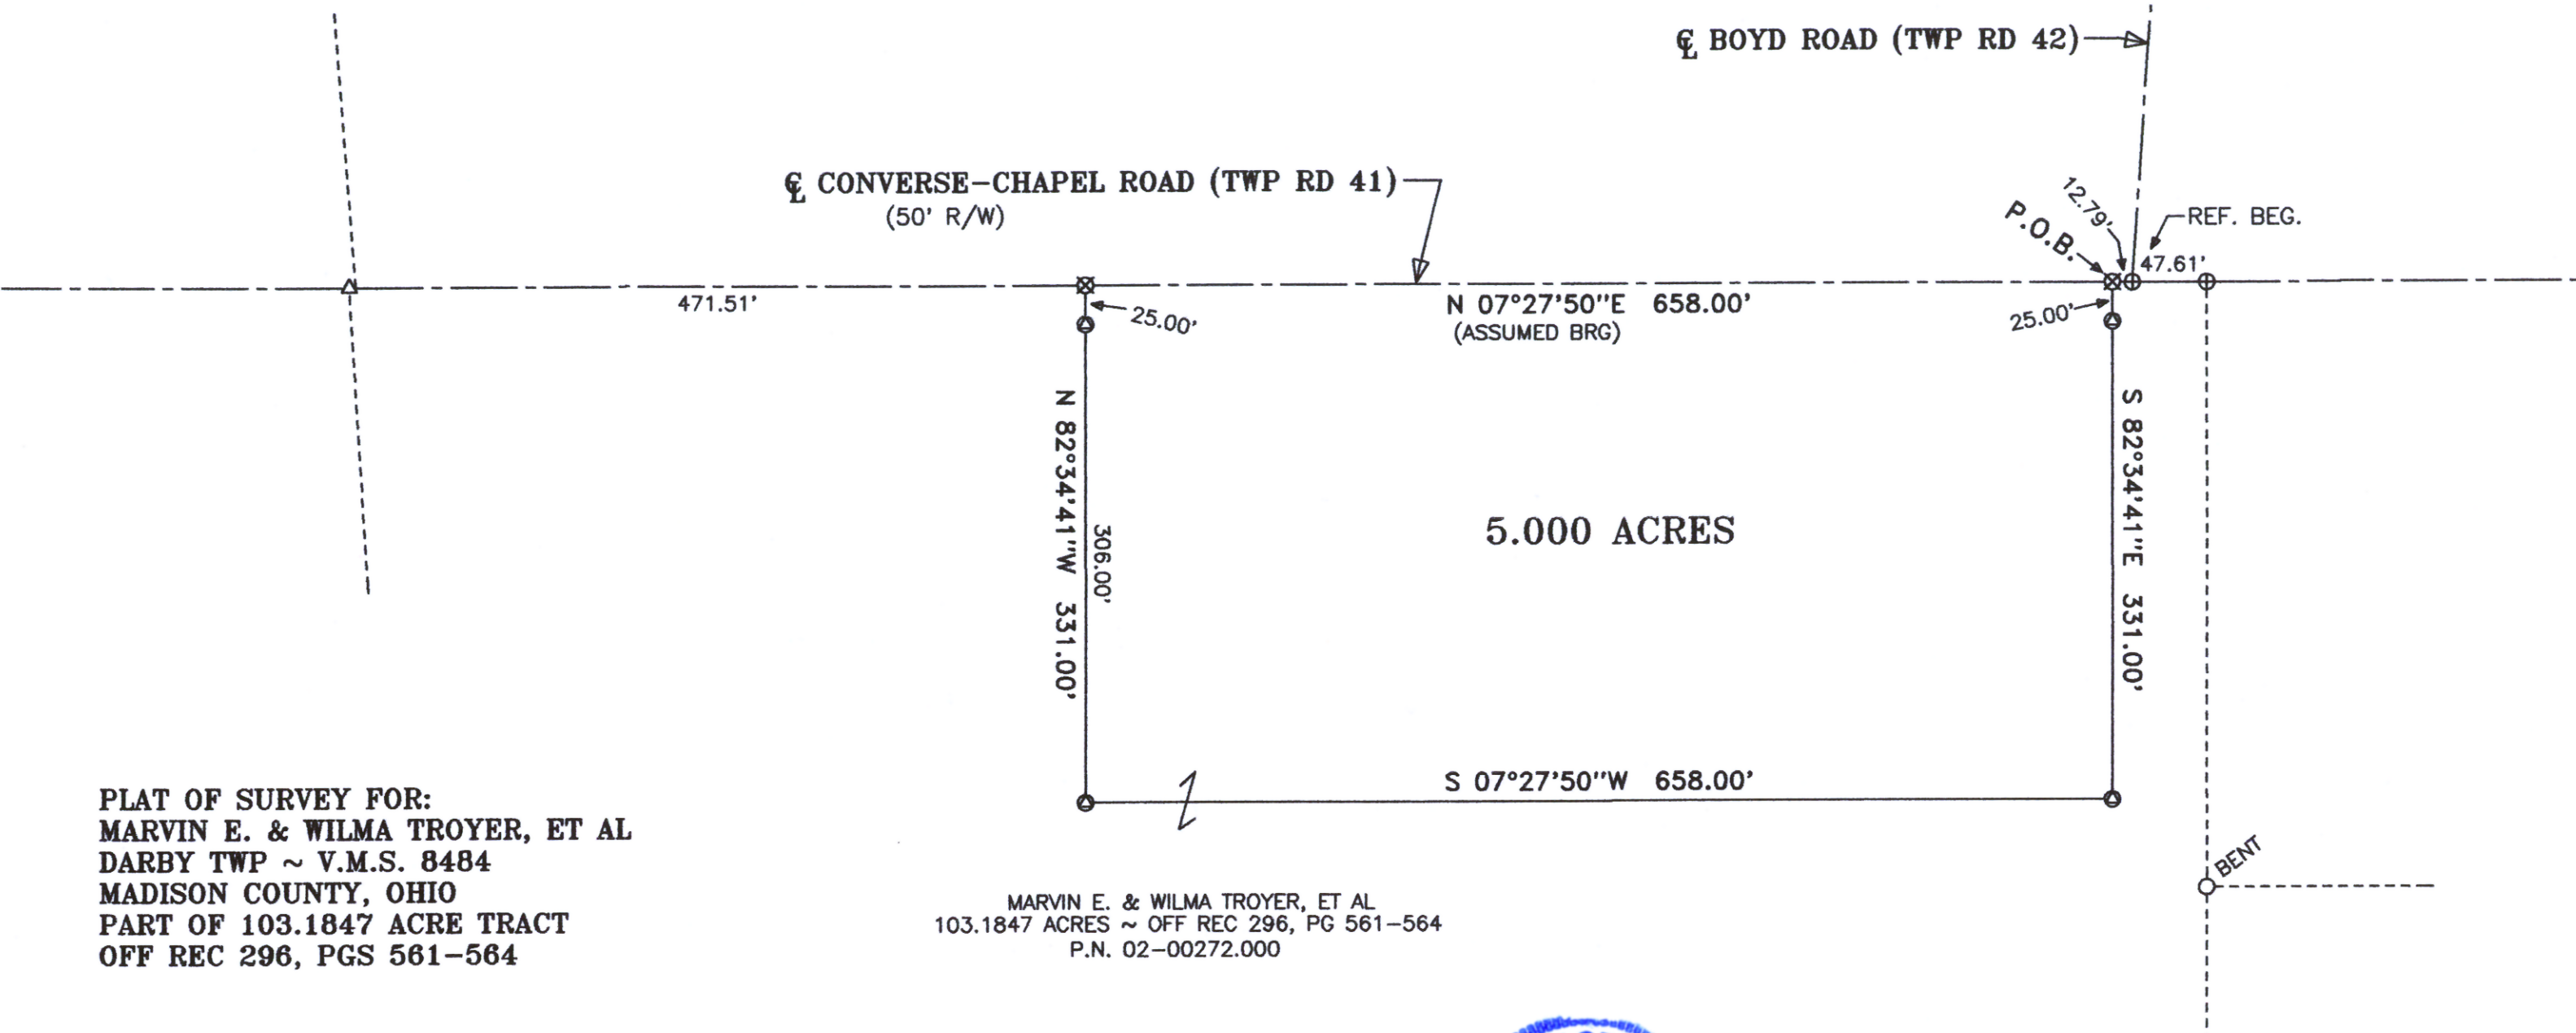 ℄ BOYD ROAD (TWP RD 42)
℄ CONVERSE-CHAPEL ROAD (TWP RD 41)
(50' R/W)
12.79'
P.O.B.
REF. BEG.
47.61'
471.51'
25.00'
N 07°27'50"E 658.00'
(ASSUMED BRG)
25.00'
N 82°34'41"W 331.00'
306.00'
5.000 ACRES
S 82°34'41"E 331.00'
S 07°27'50"W 658.00'
BENT
PLAT OF SURVEY FOR:
MARVIN E. & WILMA TROYER, ET AL
DARBY TWP ~ V.M.S. 8484
MADISON COUNTY, OHIO
PART OF 103.1847 ACRE TRACT
OFF REC 296, PGS 561-564
MARVIN E. & WILMA TROYER, ET AL
103.1847 ACRES ~ OFF REC 296, PG 561-564
P.N. 02-00272.000